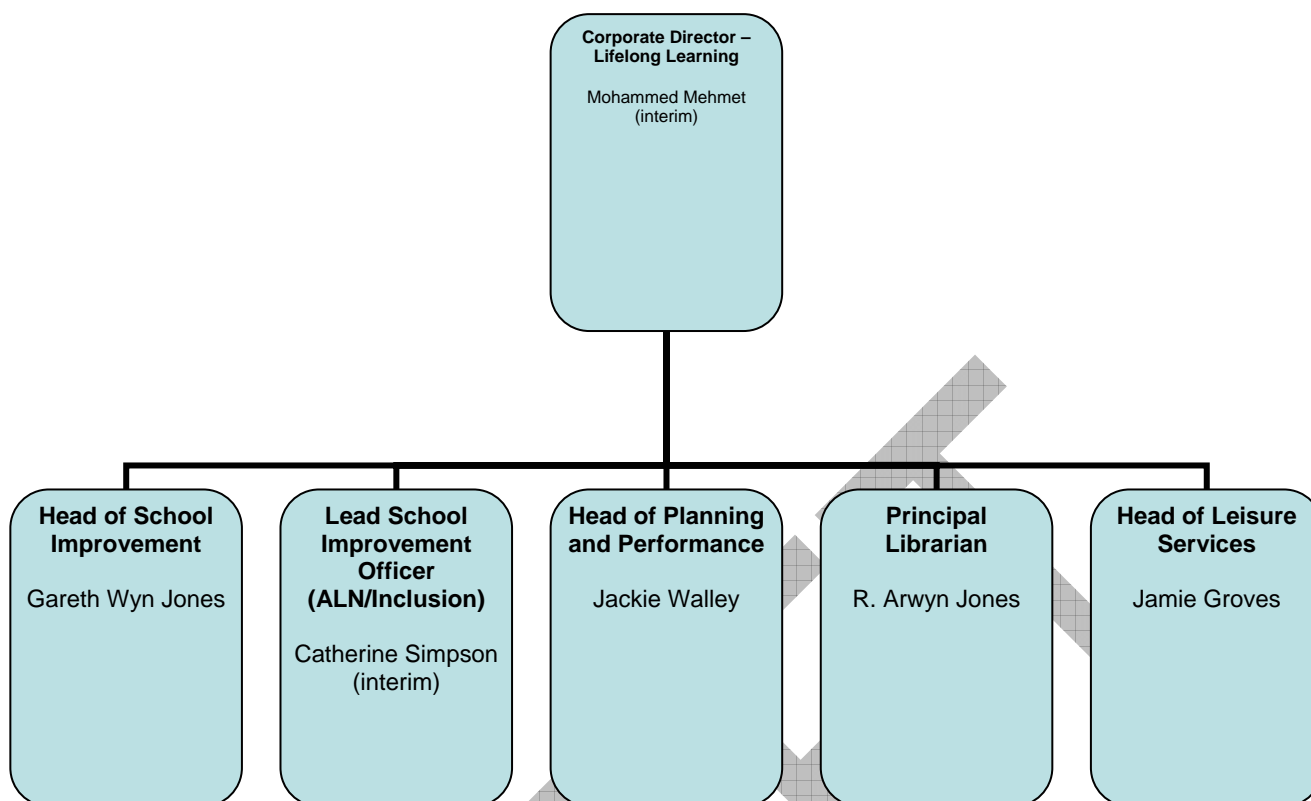 Corporate Director –
Lifelong Learning
Mohammed Mehmet
(interim)
Head of School
Improvement
Gareth Wyn Jones
Lead School
Improvement
Officer
(ALN/Inclusion)
Catherine Simpson
(interim)
Head of Planning
and Performance
Jackie Walley
Principal
Librarian
R. Arwyn Jones
Head of Leisure
Services
Jamie Groves